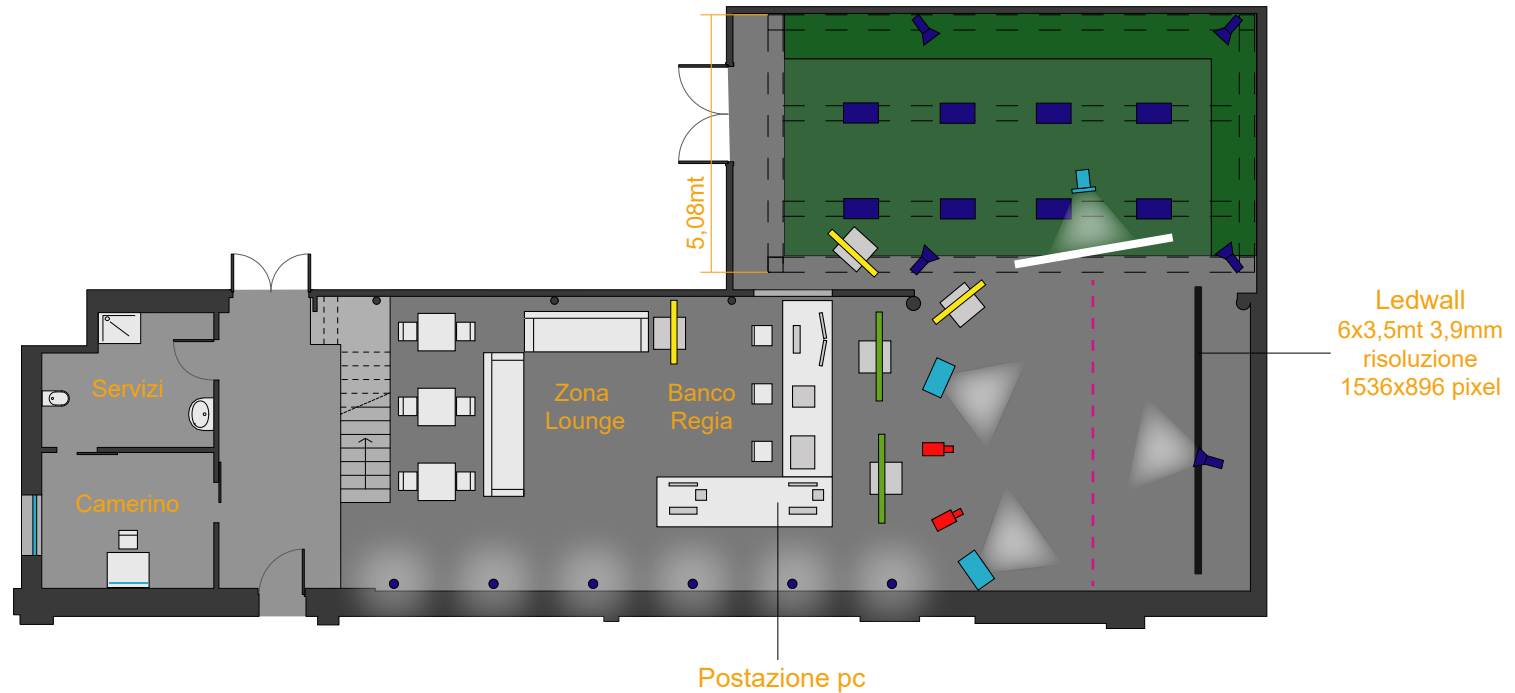 5,08mt
Ledwall
6x3,5mt 3,9mm
risoluzione
1536x896 pixel
Servizi
Zona
Lounge
Banco
Regia
Camerino
Postazione pc